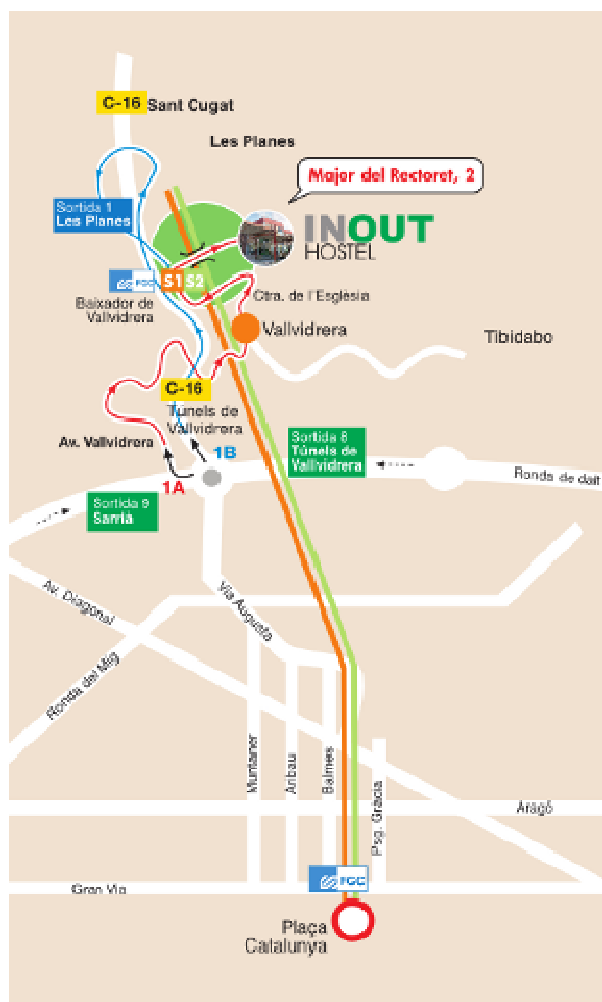 C-16 Sant Cugat
Les Planes
Major del Rectoret, 2
Sortida 1
Les Planes
INOUT
HOSTEL
FGC
S1
S2
Baixador de
Vallvidrera
Ctra. de l'Església
Vallvidrera
Tibidabo
C-16
Túnels de
Vallvidrera
Av. Vallvidrera
1B
1A
Sortida 8
Túnels de
Vallvidrera
Ronda de dalt
Sortida 9
Sarrià
Av. Diagonal
Via Augusta
Ronda del Mig
Muntaner
Aribau
Balmes
Psg. Gràcia
Aragó
FGC
Gran Via
Plaça
Catalunya